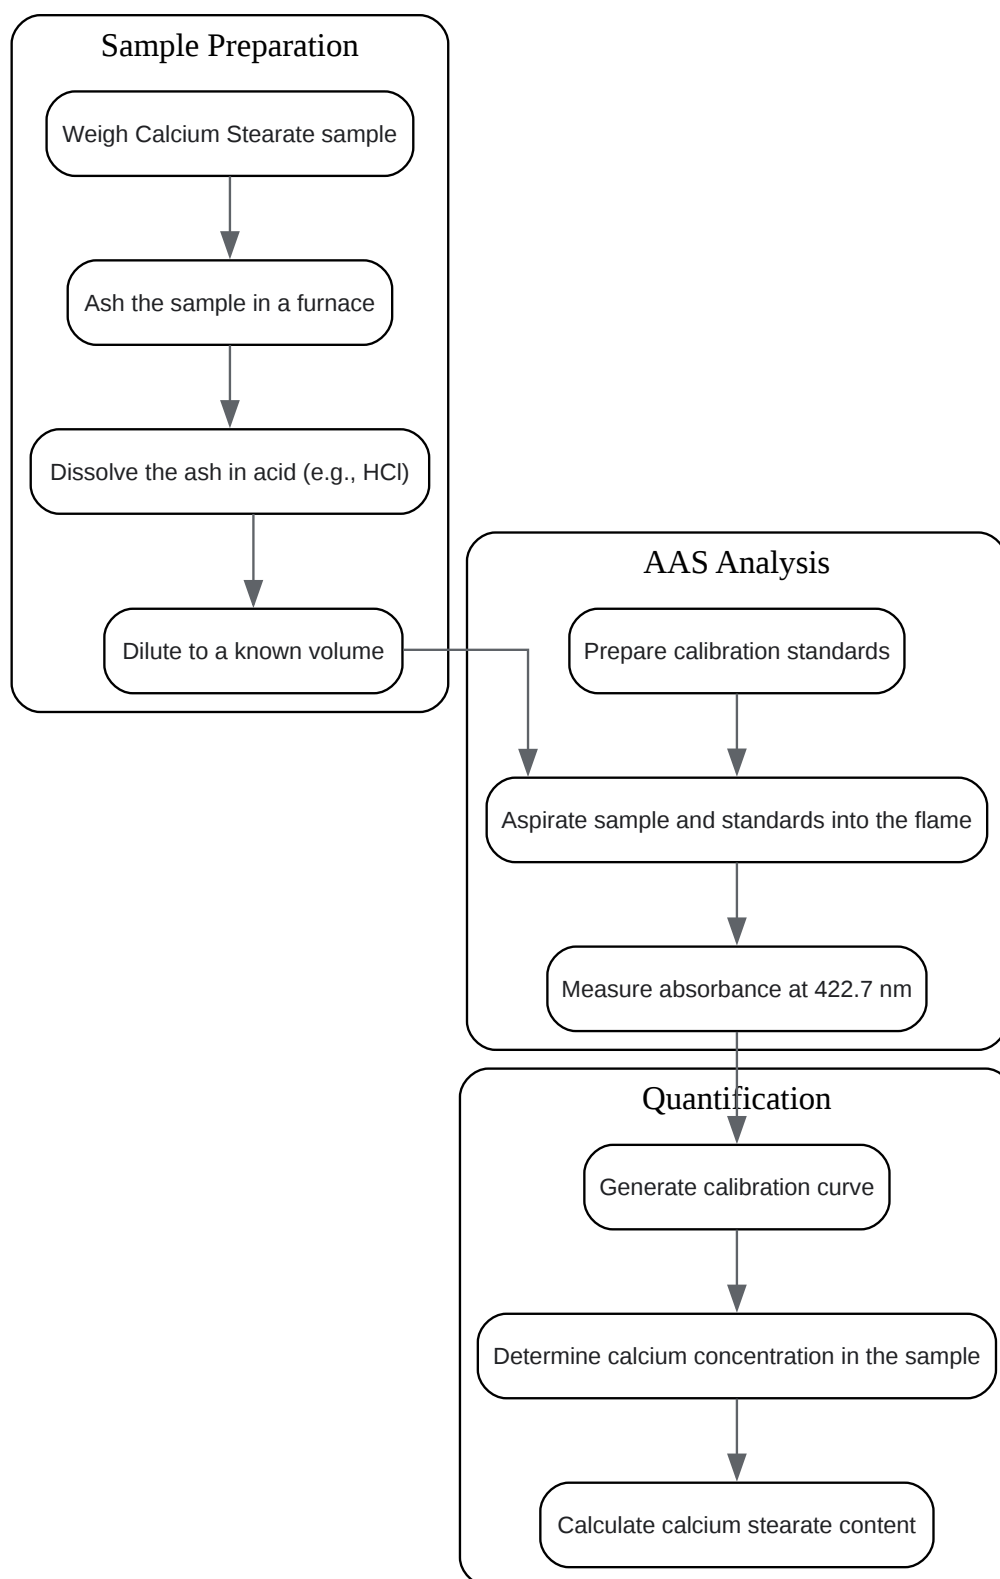 Sample Preparation
Weigh Calcium Stearate sample
Ash the sample in a furnace
Dissolve the ash in acid (e.g., HCl)
Dilute to a known volume
AAS Analysis
Prepare calibration standards
Aspirate sample and standards into the flame
Measure absorbance at 422.7 nm
Quantification
Generate calibration curve
Determine calcium concentration in the sample
Calculate calcium stearate content